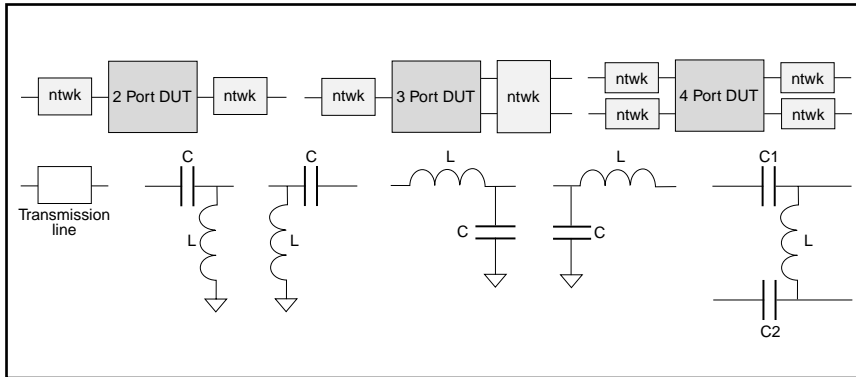 ntwk
2 Port DUT
ntwk
ntwk
3 Port DUT
ntwk
ntwk
ntwk
4 Port DUT
ntwk
ntwk
Transmission
line
C
L
C
L
L
C
L
C
C1
L
C2